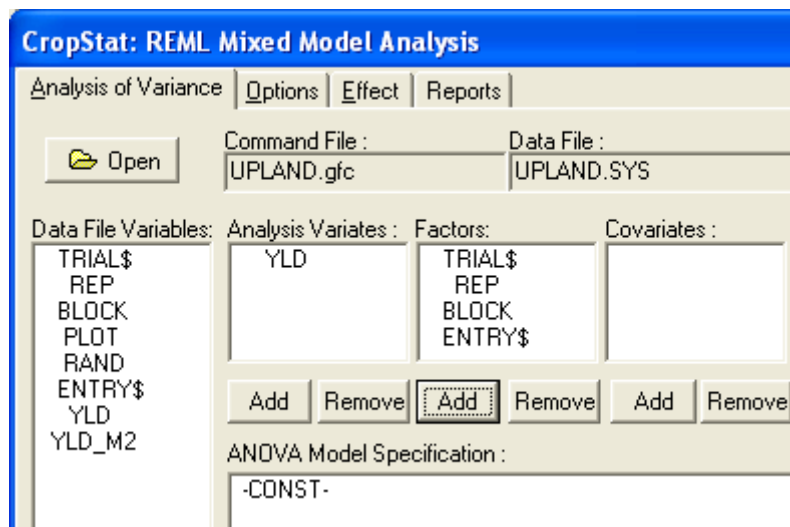 CropStat: REML Mixed Model Analysis
Analysis of Variance Options Effect Reports
Command File : Data File :
Open UPLAND.gfc UPLAND.SYS
Data File Variables: Analysis Variates : Factors: Covariates :
TRIAL$
REP
BLOCK
PLOT
RAND
ENTRY$
YLD
YLD_M2
YLD
TRIAL$
REP
BLOCK
ENTRY$
Add Remove Add Remove Add Remove
ANOVA Model Specification :
-CONST-